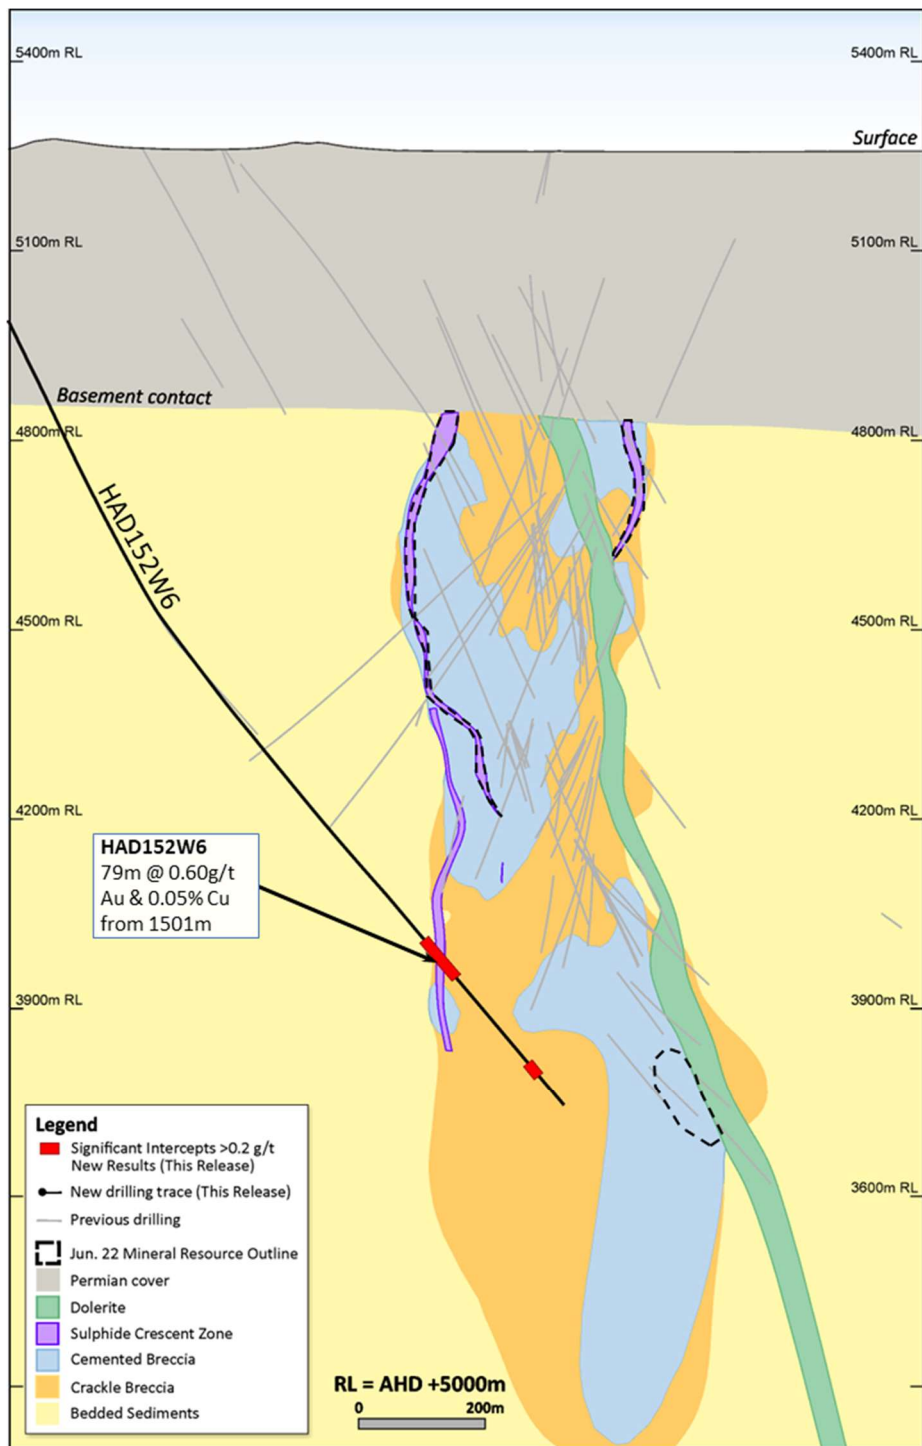 5400m RL
5400m RL
Surface
5100m RL
5100m RL
Basement contact
4800m RL
4800m RL
HAD152W6
4500m RL
4500m RL
4200m RL
4200m RL
HAD152W6
79m @ 0.60g/t
Au & 0.05% Cu
from 1501m
3900m RL
3900m RL
3600m RL
Legend
Significant Intercepts >0.2 g/t
New Results (This Release)
New drilling trace (This Release)
Previous drilling
Jun. 22 Mineral Resource Outline
Permian cover
Dolerite
Sulphide Crescent Zone
Cemented Breccia
Crackle Breccia
Bedded Sediments
RL = AHD +5000m
0
200m